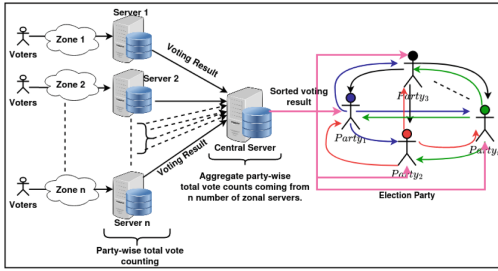 Server 1
Voters
Zone 1
Voting Result
Zone 2
Server 2
Voters
Sorted voting
result
Party₃
Party₁
Party₂
Central Server
Voting Result
Zone n
Voters
Server n
Aggregate party-wise
total vote counts coming from
n number of zonal servers.
Election Party
Party-wise total vote
counting